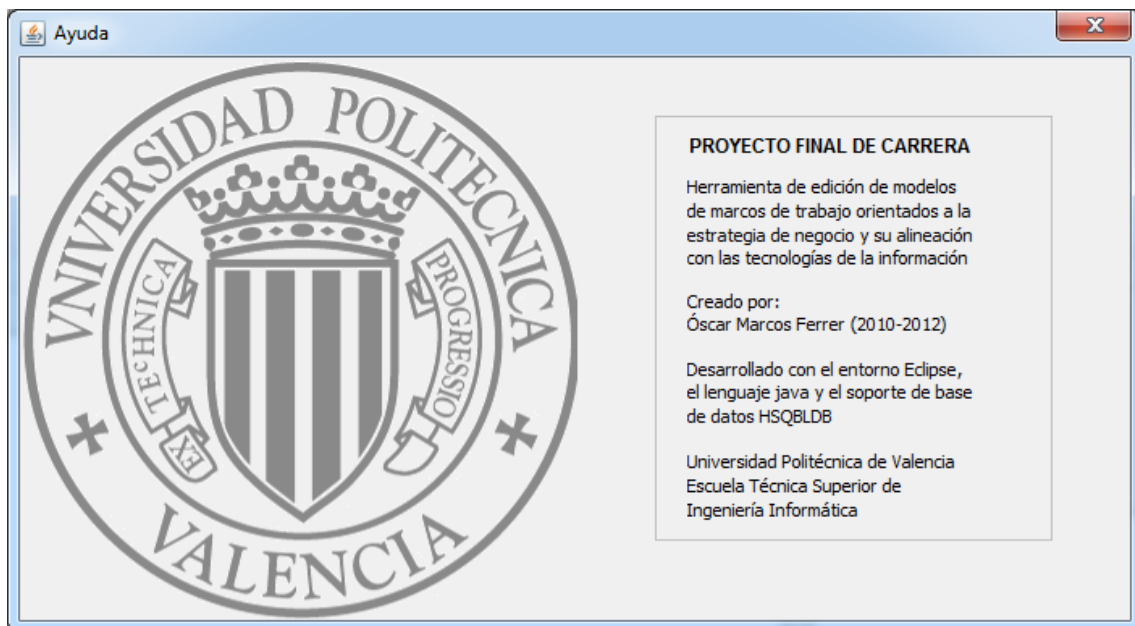 Ayuda
VNIVERSIDAD POLITECNICA
VALENCIA
EX TECHNICA
PROGRESSIO
PROYECTO FINAL DE CARRERA
Herramienta de edición de modelos
de marcos de trabajo orientados a la
estrategia de negocio y su alineación
con las tecnologías de la información
Creado por:
Óscar Marcos Ferrer (2010-2012)
Desarrollado con el entorno Eclipse,
el lenguaje java y el soporte de base
de datos HSQBLDB
Universidad Politécnica de Valencia
Escuela Técnica Superior de
Ingeniería Informática